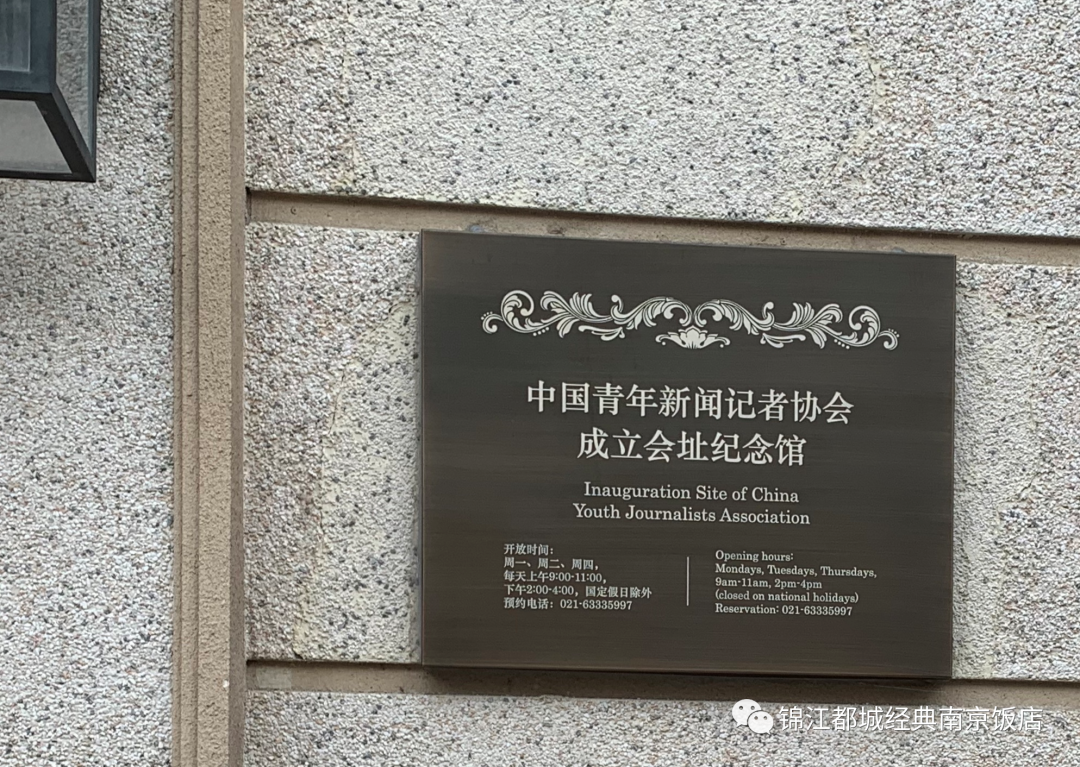 中国青年新闻记者协会
成立会址纪念馆
Inauguration Site of China
Youth Journalists Association
开放时间：
周一、周二、周四，
每天上午9:00-11:00，
下午2:00-4:00，国定假日除外
预约电话：021-63335997
Opening hours:
Mondays, Tuesdays, Thursdays,
9am-11am, 2pm-4pm
(closed on national holidays)
Reservation: 021-63335997
锦江都城经典南京饭店